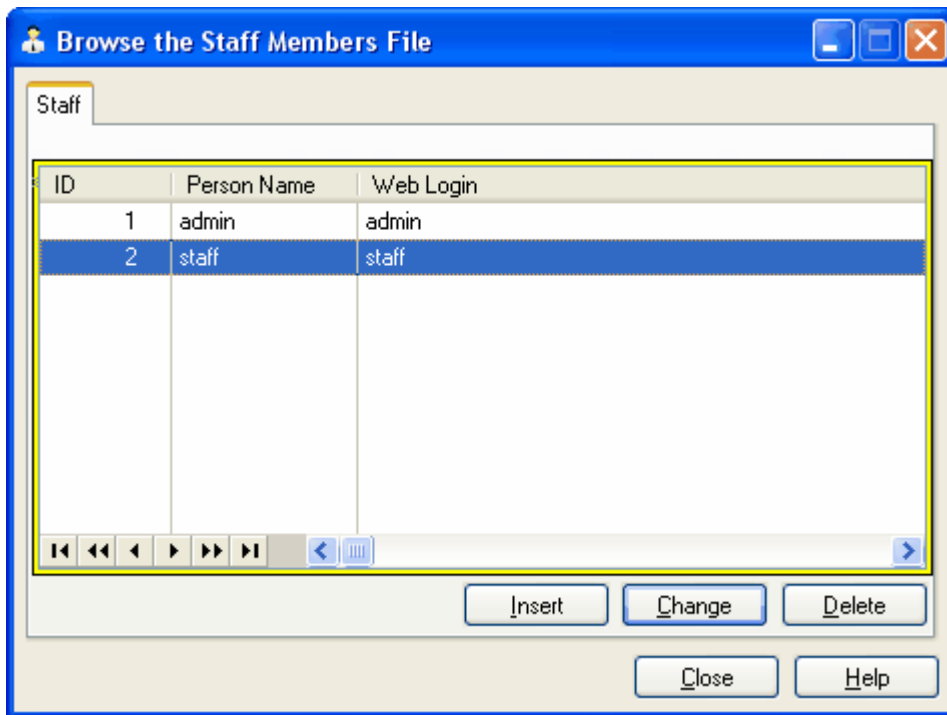 Browse the Staff Members File
Staff
ID Person Name Web Login
1 admin admin
2 staff staff
Insert Change Delete
Close Help